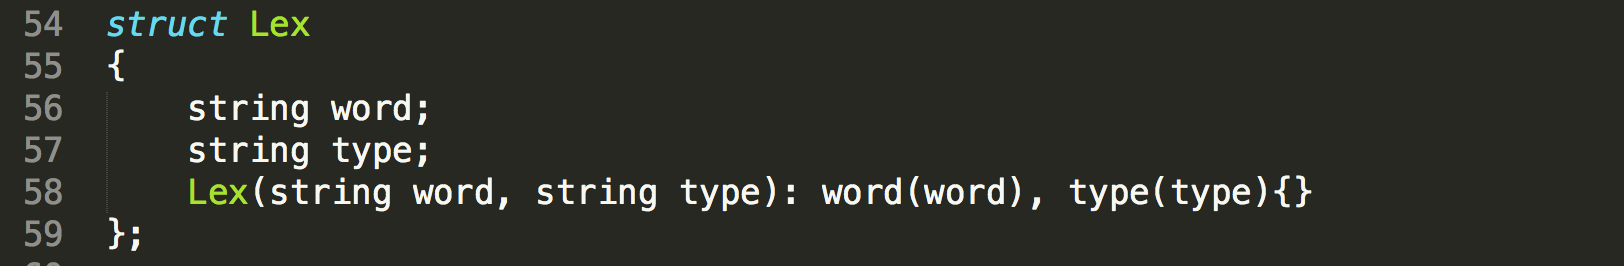 54 struct Lex
55 {
56     string word;
57     string type;
58     Lex(string word, string type): word(word), type(type){}
59 };